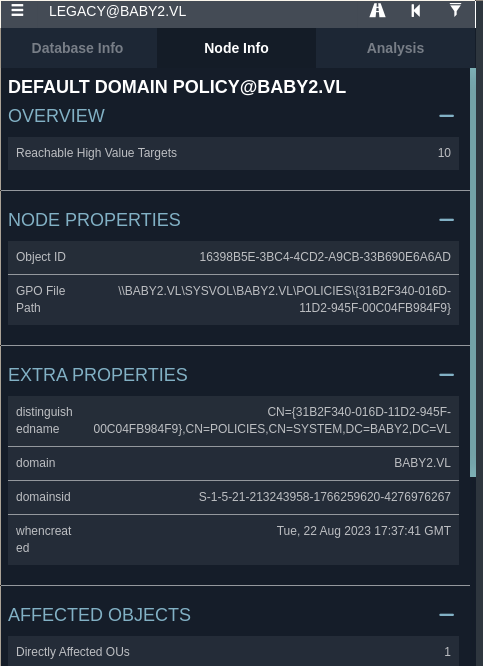 LEGACY@BABY2.VL
Database Info Node Info Analysis
DEFAULT DOMAIN POLICY@BABY2.VL
OVERVIEW
Reachable High Value Targets 10
NODE PROPERTIES
Object ID 16398B5E-3BC4-4CD2-A9CB-33B690E6A6AD
GPO File \\BABY2.VL\SYSVOL\BABY2.VL\POLICIES\{31B2F340-016D-
Path 11D2-945F-00C04FB984F9}
EXTRA PROPERTIES
distinguish CN={31B2F340-016D-11D2-945F-
edname 00C04FB984F9},CN=POLICIES,CN=SYSTEM,DC=BABY2,DC=VL
domain BABY2.VL
domainsid S-1-5-21-213243958-1766259620-4276976267
whencreat Tue, 22 Aug 2023 17:37:41 GMT
ed
AFFECTED OBJECTS
Directly Affected OUs 1